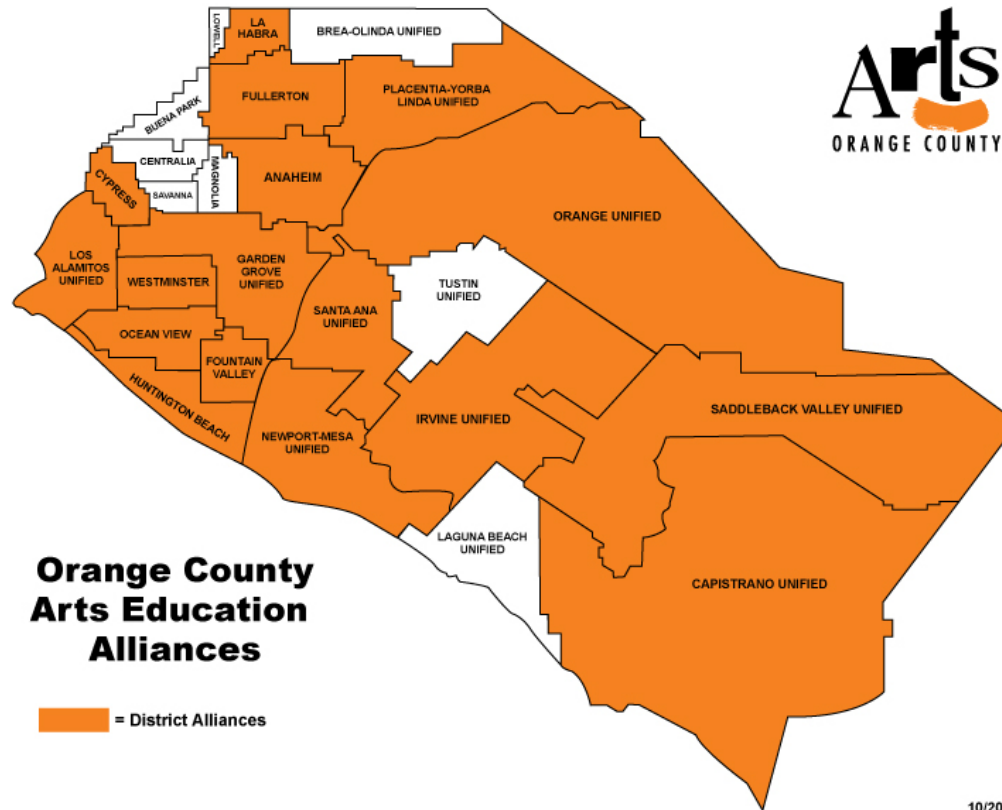 LOWELL
LA
HABRA
BREA-OLINDA UNIFIED
Arts
ORANGE COUNTY
FULLERTON
PLACENTIA-YORBA
LINDA UNIFIED
BUENA PARK
CENTRALIA
MAGNOLIA
CYPRESS
SAVANNA
ANAHEIM
ORANGE UNIFIED
LOS
ALAMITOS
UNIFIED
WESTMINSTER
GARDEN
GROVE
UNIFIED
TUSTIN
UNIFIED
SANTA ANA
UNIFIED
OCEAN VIEW
FOUNTAIN
VALLEY
HUNTINGTON BEACH
NEWPORT-MESA
UNIFIED
IRVINE UNIFIED
SADDLEBACK VALLEY UNIFIED
LAGUNA BEACH
UNIFIED
CAPISTRANO UNIFIED
Orange County
Arts Education
Alliances
= District Alliances